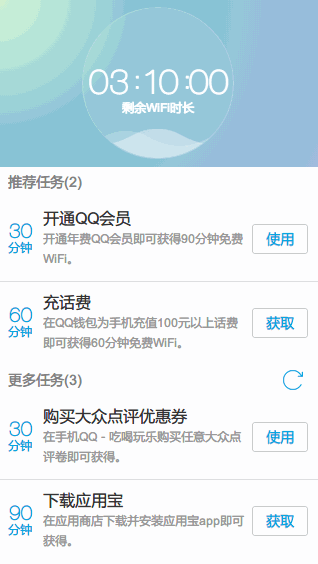 03:10:00
剩余WiFi时长
推荐任务(2)
30
分钟
开通QQ会员
开通年费QQ会员即可获得90分钟免费
WiFi。
使用
60
分钟
充话费
在QQ钱包为手机充值100元以上话费
即可获得60分钟免费WiFi。
获取
更多任务(3)
30
分钟
购买大众点评优惠券
在手机QQ - 吃喝玩乐购买任意大众点
评卷即可获得。
使用
90
分钟
下载应用宝
在应用商店下载并安装应用宝app即可
获得。
获取